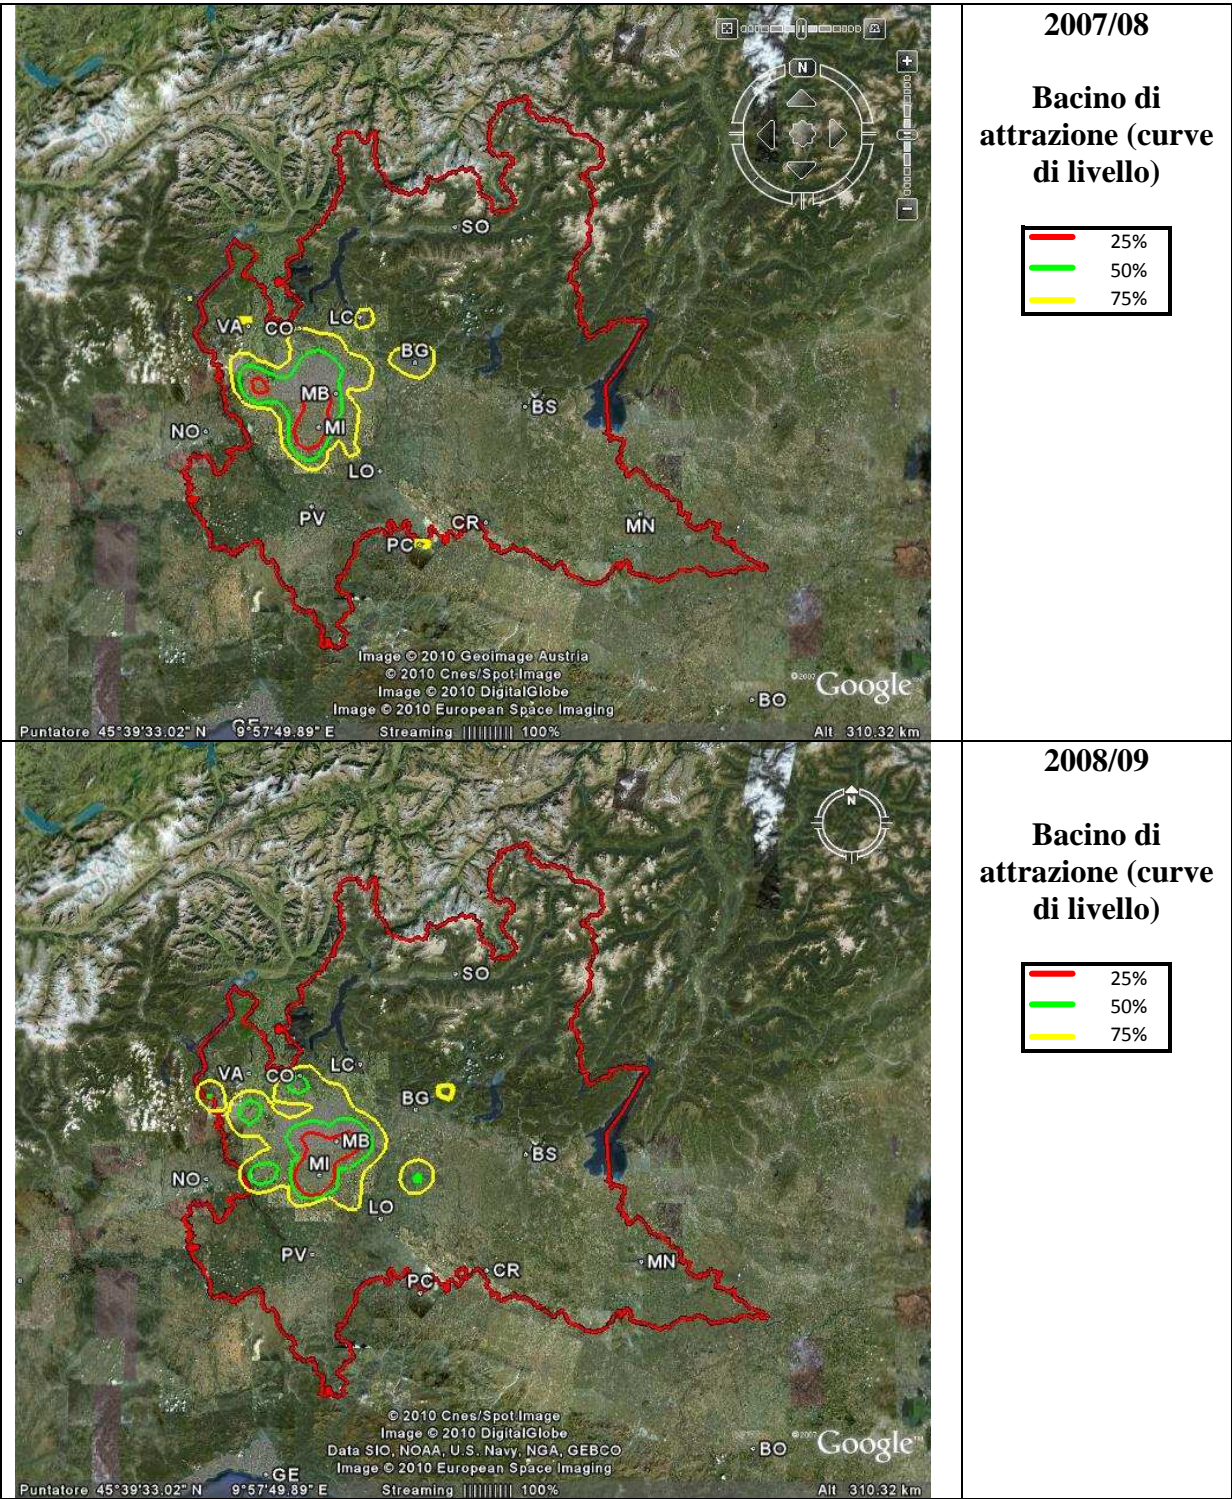 N
SO
VA
CO
LC
BG
MB
BS
NO
MI
LO
PV
CR
MN
PC
Image © 2010 Geoimage Austria
© 2010 Cnes/Spot Image
Image © 2010 DigitalGlobe
Image © 2010 European Space Imaging
BO
©2007 Google
GE
Puntatore 45°39'33.02" N 9°57'49.89" E Streaming |||||||||| 100% Alt 310.32 km
2007/08
Bacino di
attrazione (curve
di livello)
25%
50%
75%
N
SO
VA
CO
LC
BG
MB
BS
MI
NO
LO
PV
MN
CR
PC
© 2010 Cnes/Spot Image
Image © 2010 DigitalGlobe
Data SIO, NOAA, U.S. Navy, NGA, GEBCO
Image © 2010 European Space Imaging
BO
©2007 Google™
GE
Puntatore 45°39'33.02" N 9°57'49.89" E Streaming |||||||||| 100% Alt 310.32 km
2008/09
Bacino di
attrazione (curve
di livello)
25%
50%
75%